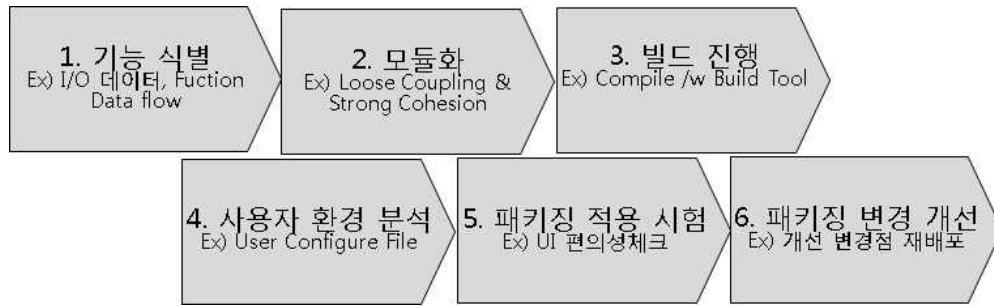 1. 기능 식별
Ex) I/O 데이터, Fuction
Data flow
2. 모듈화
Ex) Loose Coupling &
Strong Cohesion
3. 빌드 진행
Ex) Compile /w Build Tool
4. 사용자 환경 분석
Ex) User Configure File
5. 패키징 적용 시험
Ex) UI 편의성체크
6. 패키징 변경 개선
Ex) 개선 변경점 재배포